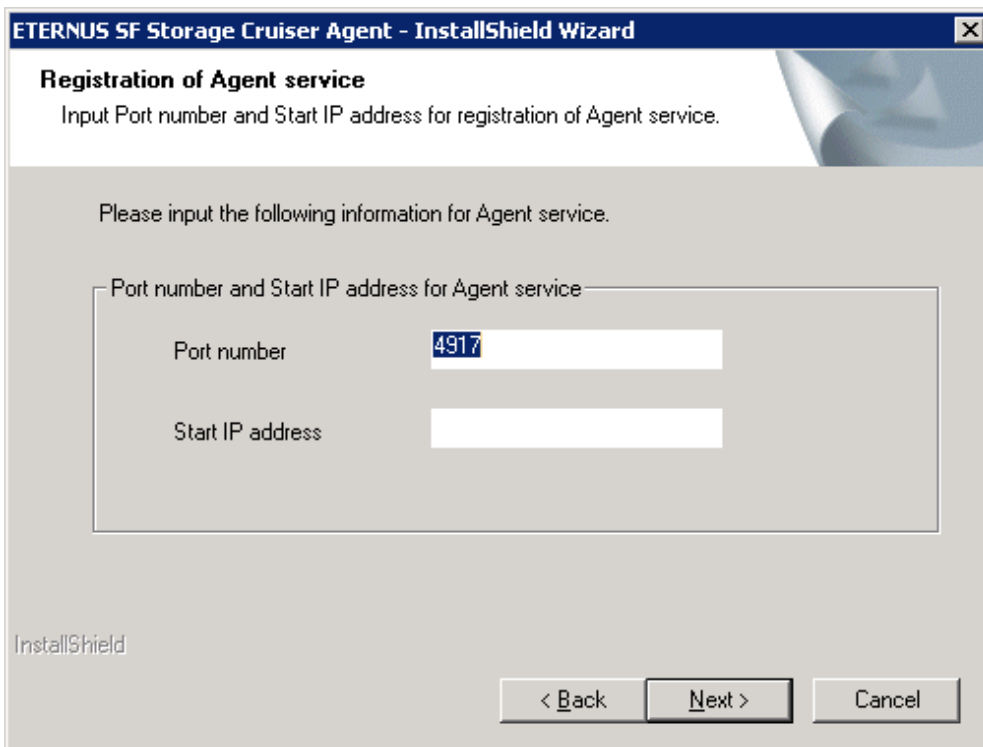 ETERNUS SF Storage Cruiser Agent - InstallShield Wizard
Registration of Agent service
Input Port number and Start IP address for registration of Agent service.
Please input the following information for Agent service.
Port number and Start IP address for Agent service
Port number 4917
Start IP address
InstallShield
< Back Next > Cancel